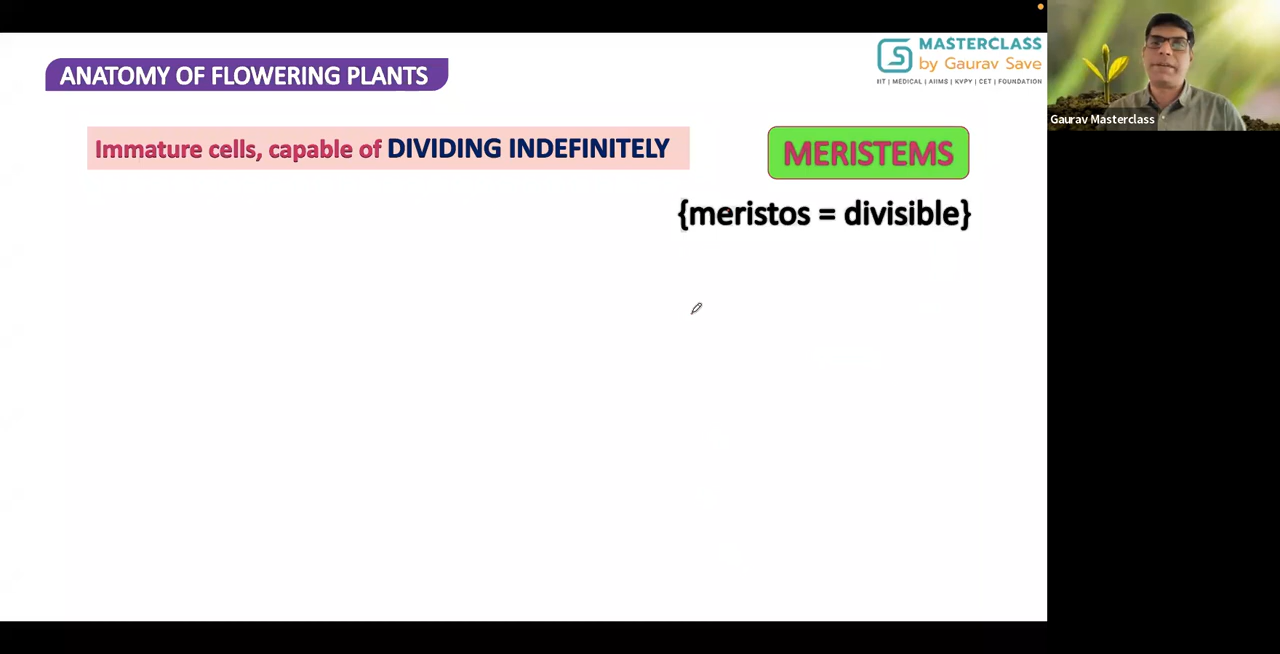 ANATOMY OF FLOWERING PLANTS
MASTERCLASS
by Gaurav Save
IIT | MEDICAL | AIIMS | KVPY | CET | FOUNDATION
Gaurav Masterclass
Immature cells, capable of DIVIDING INDEFINITELY
MERISTEMS
{meristos = divisible}